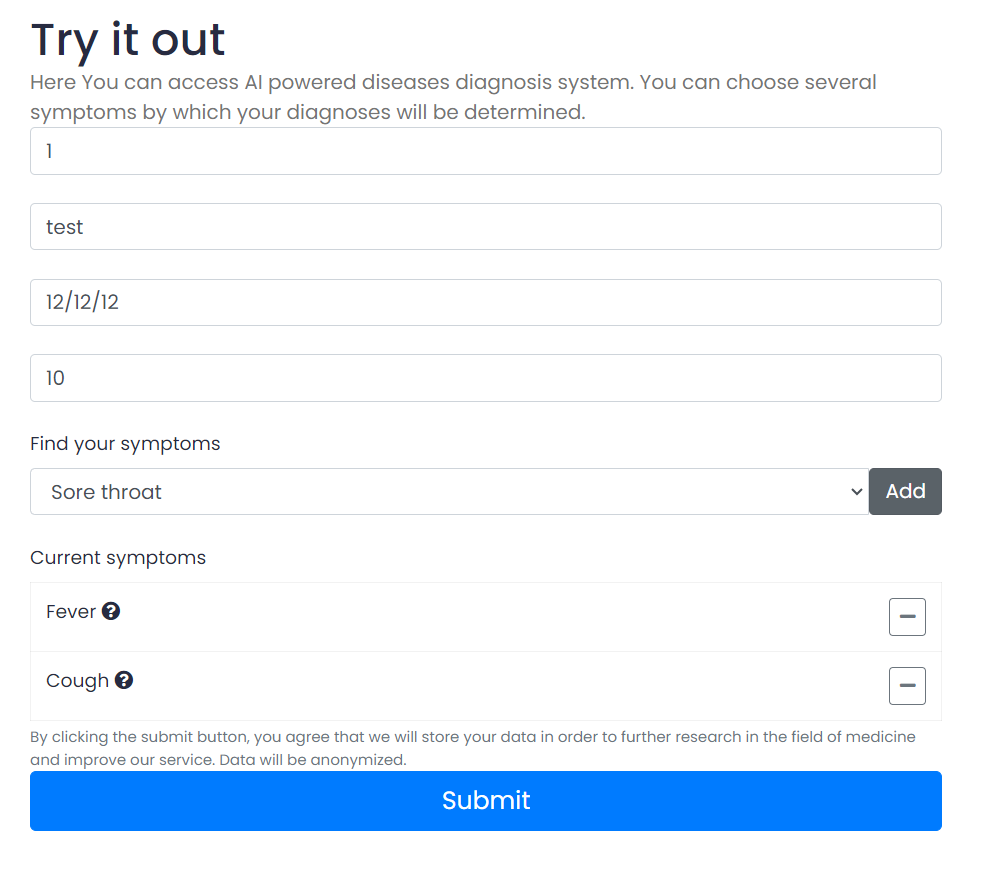 Try it out
Here You can access AI powered diseases diagnosis system. You can choose several
symptoms by which your diagnoses will be determined.
1
test
12/12/12
10
Find your symptoms
Sore throat
Add
Current symptoms
Fever
Cough
By clicking the submit button, you agree that we will store your data in order to further research in the field of medicine
and improve our service. Data will be anonymized.
Submit